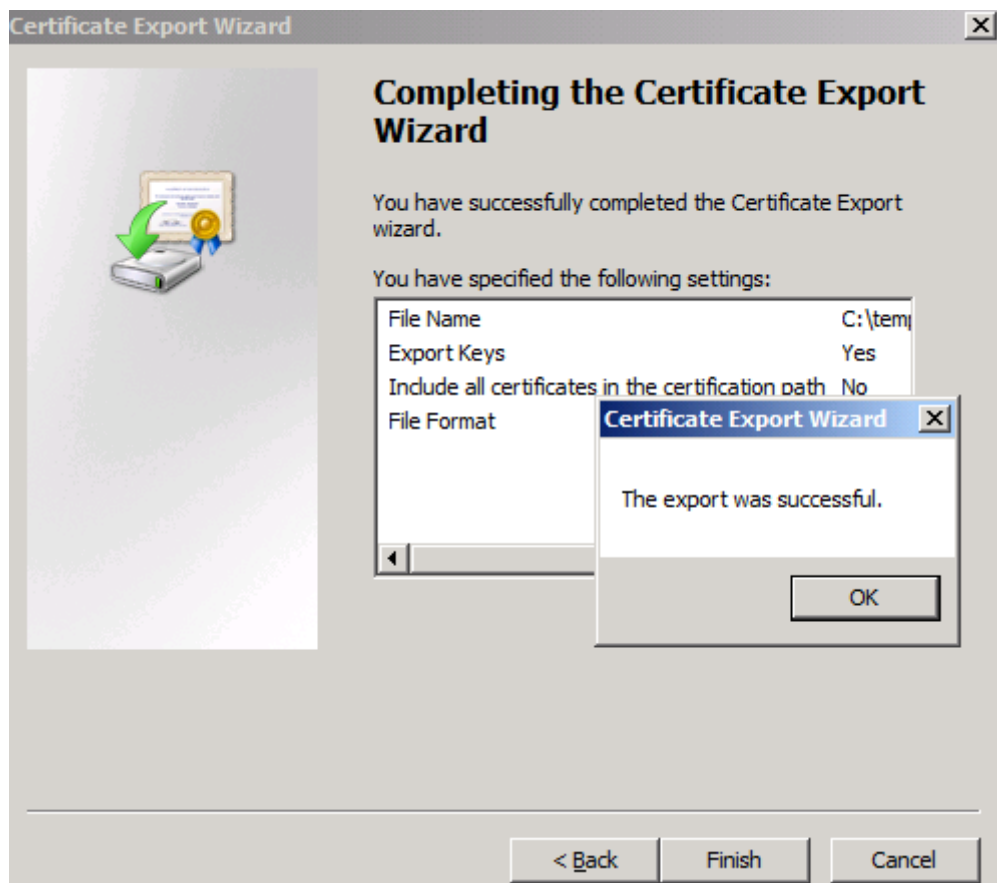 Certificate Export Wizard
Completing the Certificate Export
Wizard
You have successfully completed the Certificate Export
wizard.
You have specified the following settings:
File Name C:\temp
Export Keys Yes
Include all certificates in the certification path No
File Format
Certificate Export Wizard
The export was successful.
OK
< Back Finish Cancel